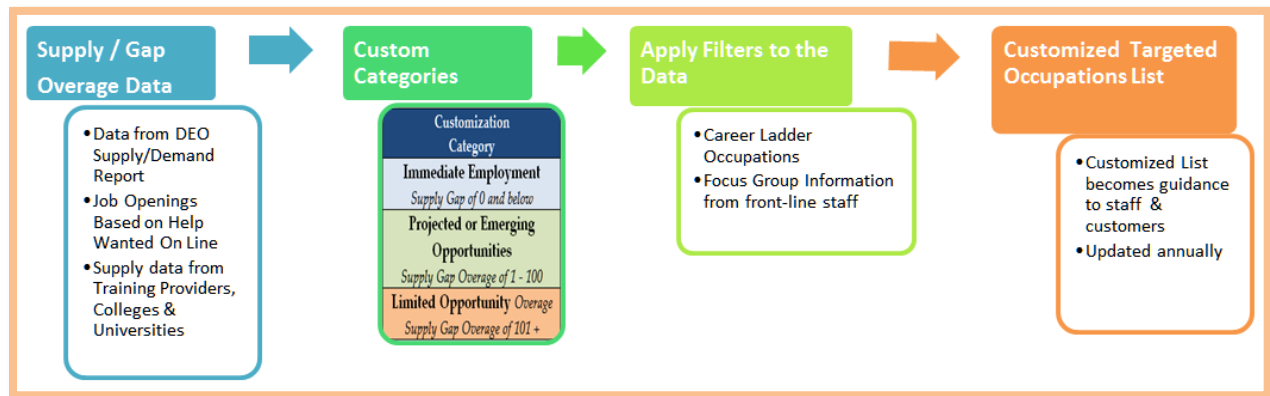 Supply / Gap
Overage Data
•Data from DEO
Supply/Demand
Report
•Job Openings
Based on Help
Wanted On Line
•Supply data from
Training Providers,
Colleges &
Universities
Custom
Categories
Customization
Category
Immediate Employment
Supply Gap of 0 and below
Projected or Emerging
Opportunities
Supply Gap Overage of 1 - 100
Limited Opportunity Overage
Supply Gap Overage of 101 +
Apply Filters to the
Data
•Career Ladder
Occupations
•Focus Group Information
from front-line staff
Customized Targeted
Occupations List
•Customized List
becomes guidance
to staff &
customers
•Updated annually